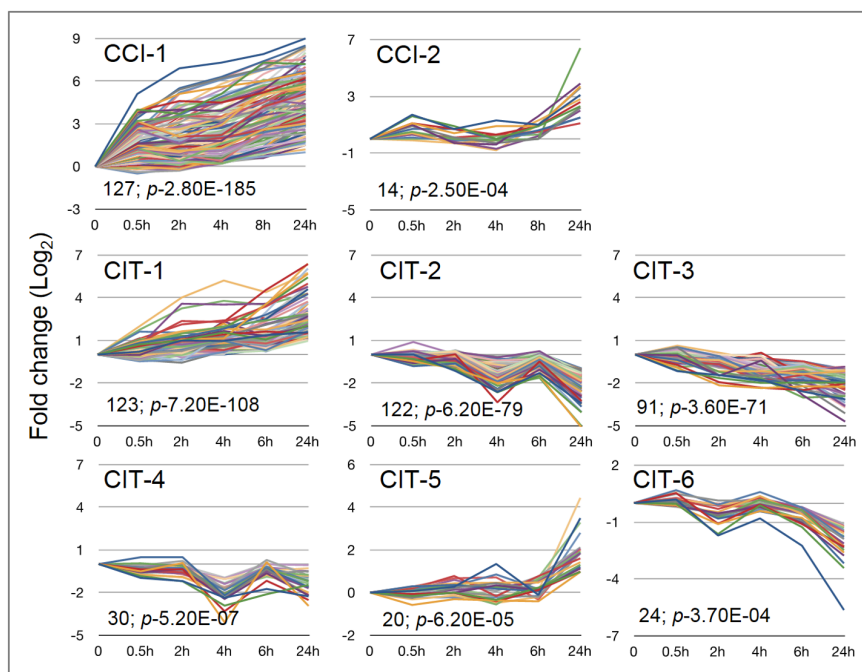 Fold change (Log2)
CCI-1
9
6
3
0
-3
127; p-2.80E-185
0 0.5h 2h 4h 8h 24h
CCI-2
7
3
-1
-5
14; p-2.50E-04
0 0.5h 2h 4h 8h 24h
CIT-1
7
4
1
-2
-5
123; p-7.20E-108
0 0.5h 2h 4h 6h 24h
CIT-2
7
4
1
-2
-5
122; p-6.20E-79
0 0.5h 2h 4h 6h 24h
CIT-3
7
4
1
-2
-5
91; p-3.60E-71
0 0.5h 2h 4h 6h 24h
CIT-4
7
4
1
-2
-5
30; p-5.20E-07
0 0.5h 2h 4h 6h 24h
CIT-5
6
4
2
0
-2
20; p-6.20E-05
0 0.5h 2h 4h 6h 24h
CIT-6
2
-1
-4
-7
24; p-3.70E-04
0 0.5h 2h 4h 6h 24h